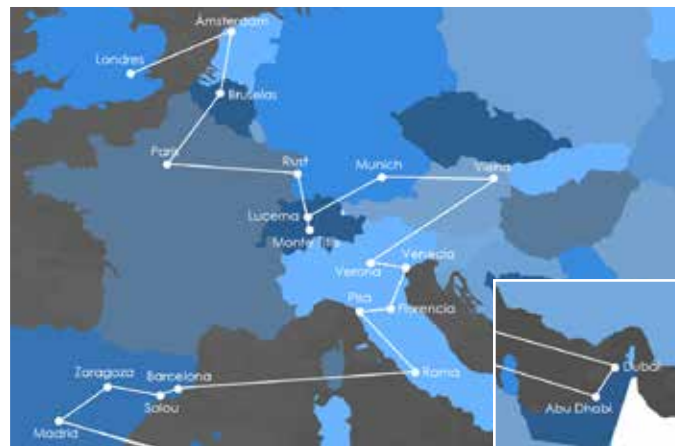 Ámsterdam
Londres
Bruselas
París
Rust
Munich
Viena
Lucerna
Monte Titlis
Verona
Venecia
Pisa
Florencia
Roma
Zaragoza
Barcelona
Salou
Madrid
Dubai
Abu Dhabi